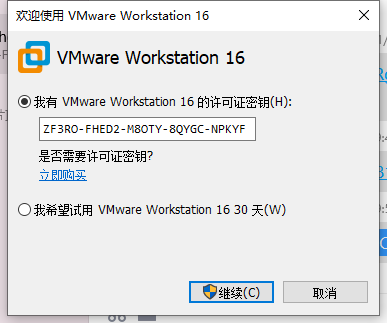 欢迎使用 VMware Workstation 16
VMware Workstation 16
我有 VMware Workstation 16 的许可证密钥(H):
ZF3R0-FHED2-M8OTY-8QYGC-NPKYF
是否需要许可证密钥?
立即购买
我希望试用 VMware Workstation 16 30 天(W)
继续(C)
取消